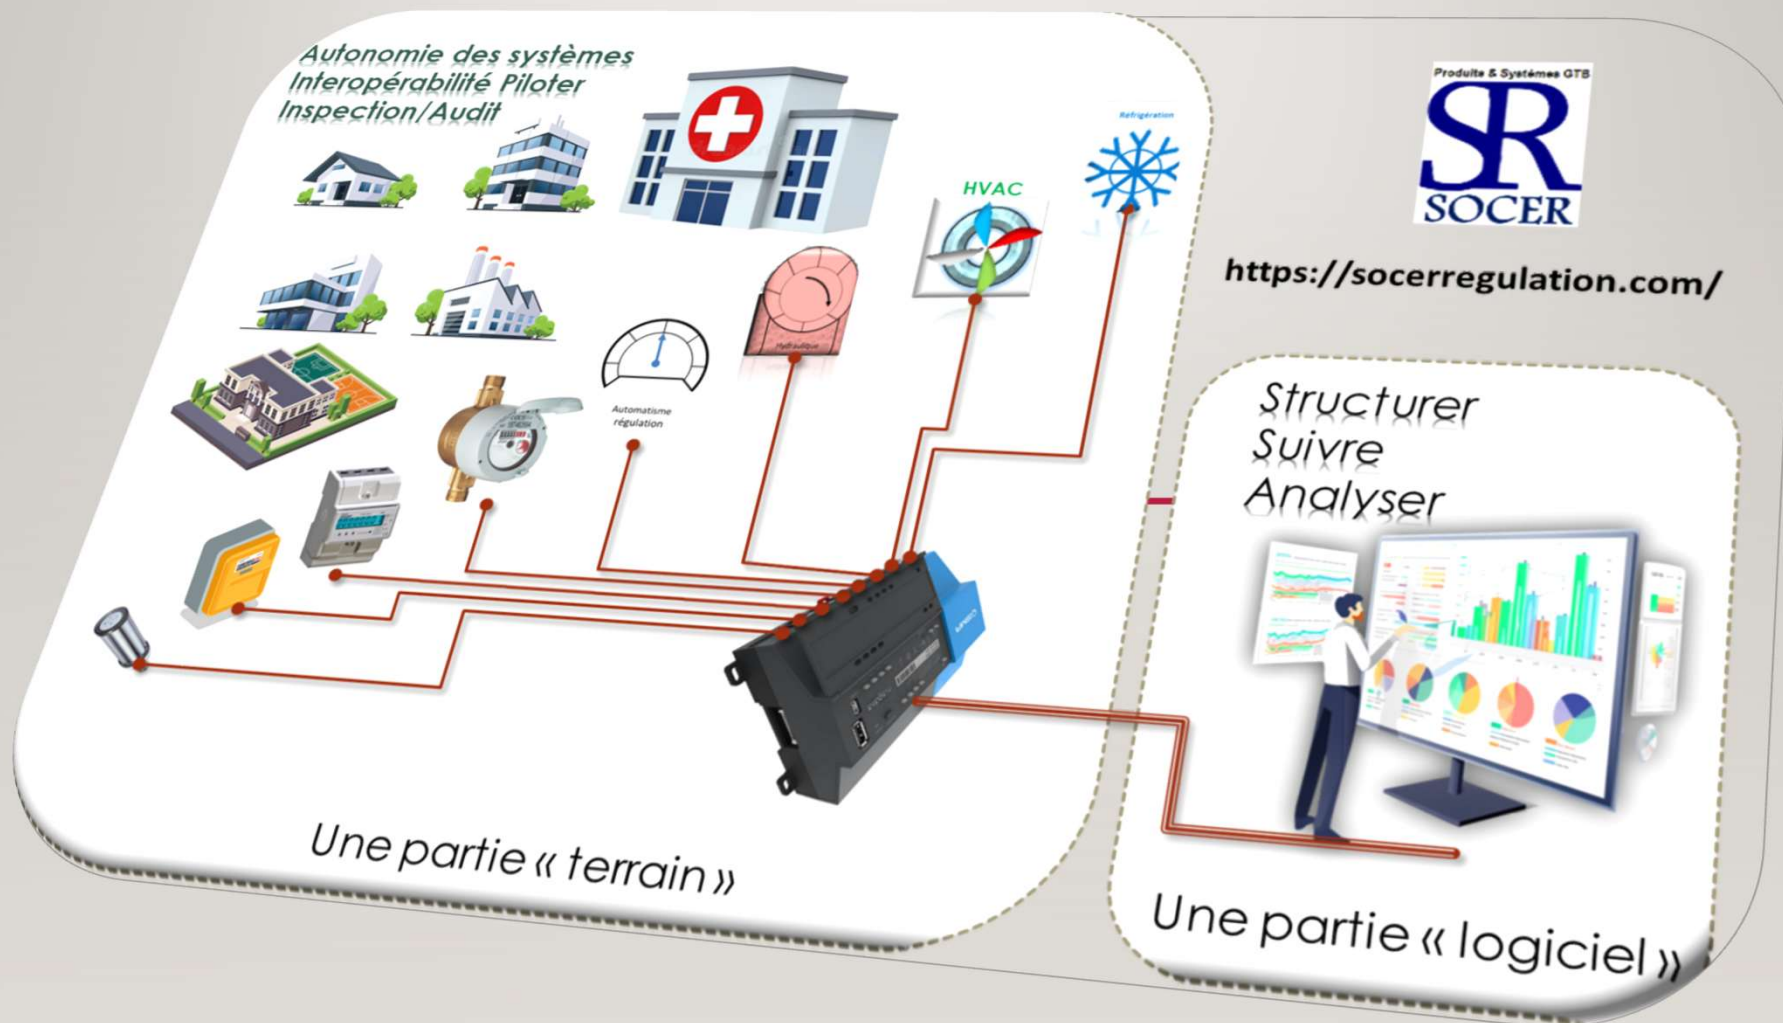 Autonomie des systèmes
Interopérabilité Piloter
Inspection/Audit
Réfrigération
HVAC
Hydraulique
Automatisme
régulation
Une partie « terrain »
Produits & Systémes GTB
SR
SOCER
https://socerregulation.com/
Structurer
Suivre
Analyser
Une partie « logiciel »